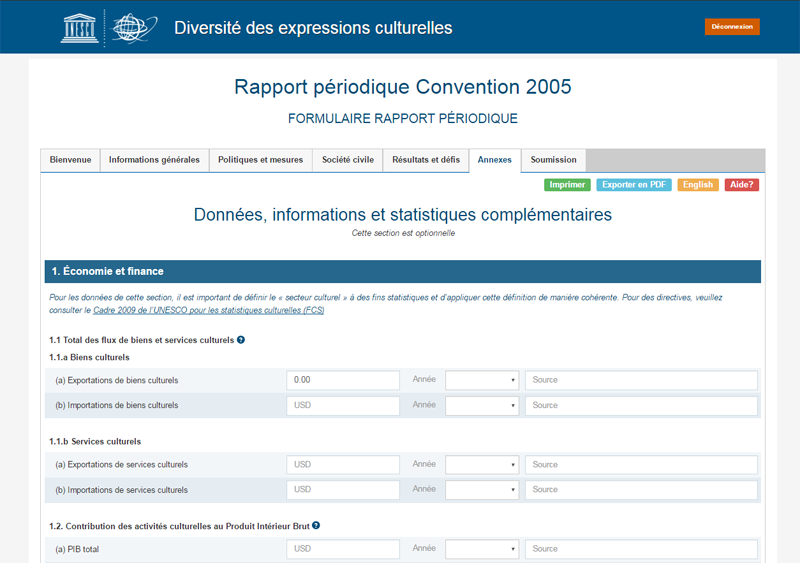 UNESCO
Diversité des expressions culturelles
Déconnexion
Rapport périodique Convention 2005
FORMULAIRE RAPPORT PÉRIODIQUE
Bienvenue Informations générales Politiques et mesures Société civile Résultats et défis Annexes Soumission
Imprimer Exporter en PDF English Aide?
Données, informations et statistiques complémentaires
Cette section est optionnelle
1. Économie et finance
Pour les données de cette section, il est important de définir le « secteur culturel » à des fins statistiques et d'appliquer cette définition de manière cohérente. Pour des directives, veuillez
consulter le Cadre 2009 de l'UNESCO pour les statistiques culturelles (FCS)
1.1 Total des flux de biens et services culturels ?
1.1.a Biens culturels
(a) Exportations de biens culturels 0.00 Année Source
(b) Importations de biens culturels USD Année Source
1.1.b Services culturels
(a) Exportations de services culturels USD Année Source
(b) Importations de services culturels USD Année Source
1.2. Contribution des activités culturelles au Produit Intérieur Brut ?
(a) PIB total USD Année Source